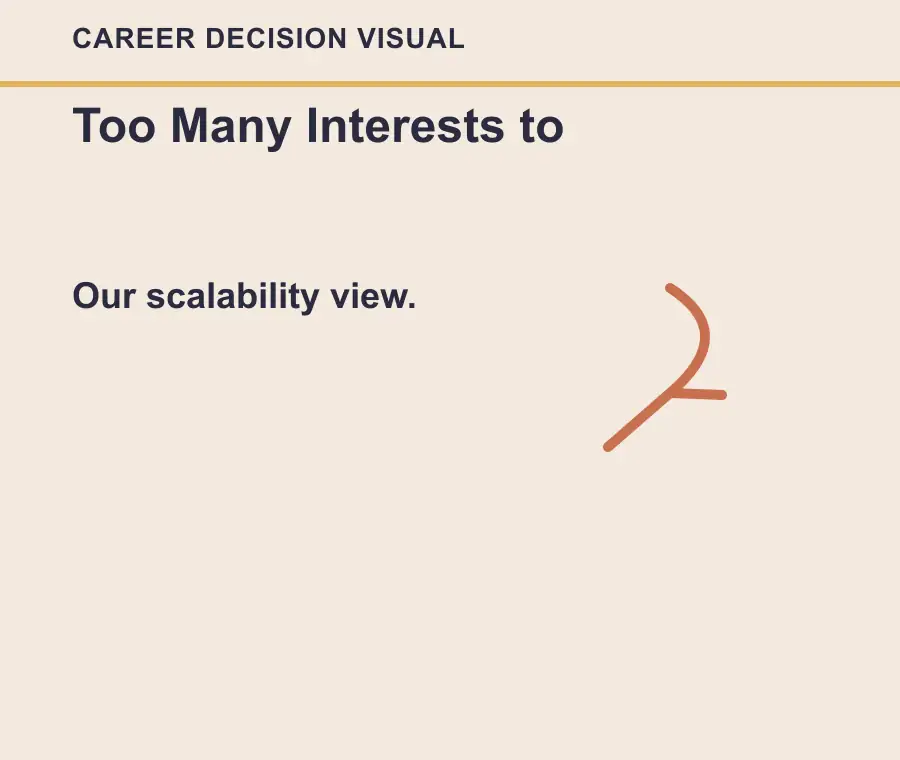 CAREER DECISION VISUAL
Too Many Interests to
Our scalability view.